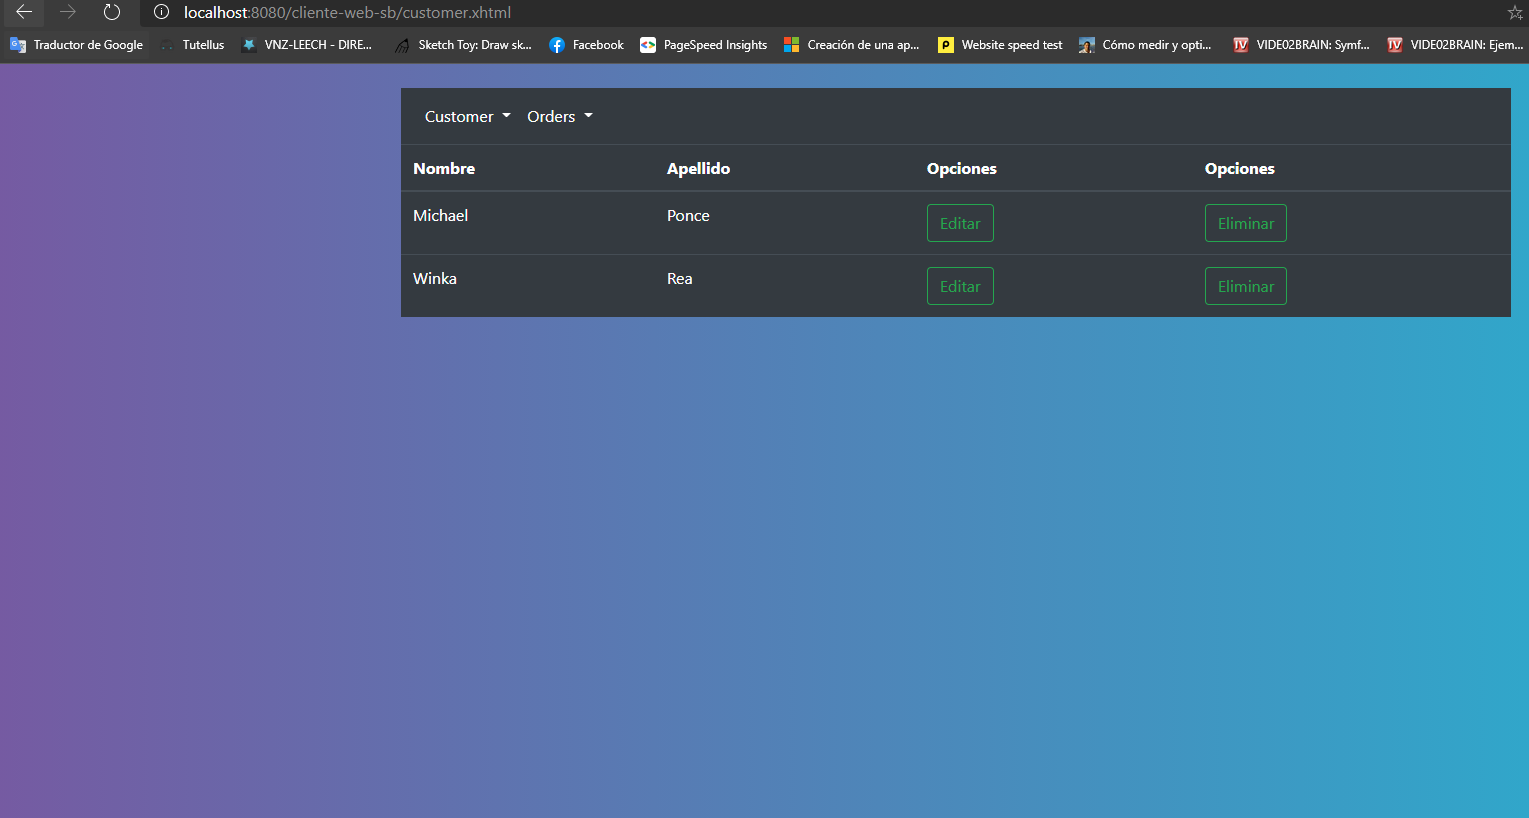 localhost:8080/cliente-web-sb/customer.xhtml
Traductor de Google Tutellus VNZ-LEECH - DIRE... Sketch Toy: Draw sk... Facebook PageSpeed Insights Creación de una ap... Website speed test Cómo medir y opti... VIDE02BRAIN: Symf... VIDE02BRAIN: Ejem...
Customer Orders
Nombre Apellido Opciones Opciones
Michael Ponce Editar Eliminar
Winka Rea Editar Eliminar